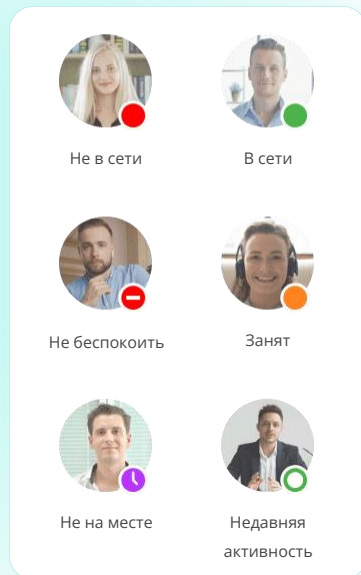 Не в сети
В сети
Не беспокоить
Занят
Не на месте
Недавняя
активность